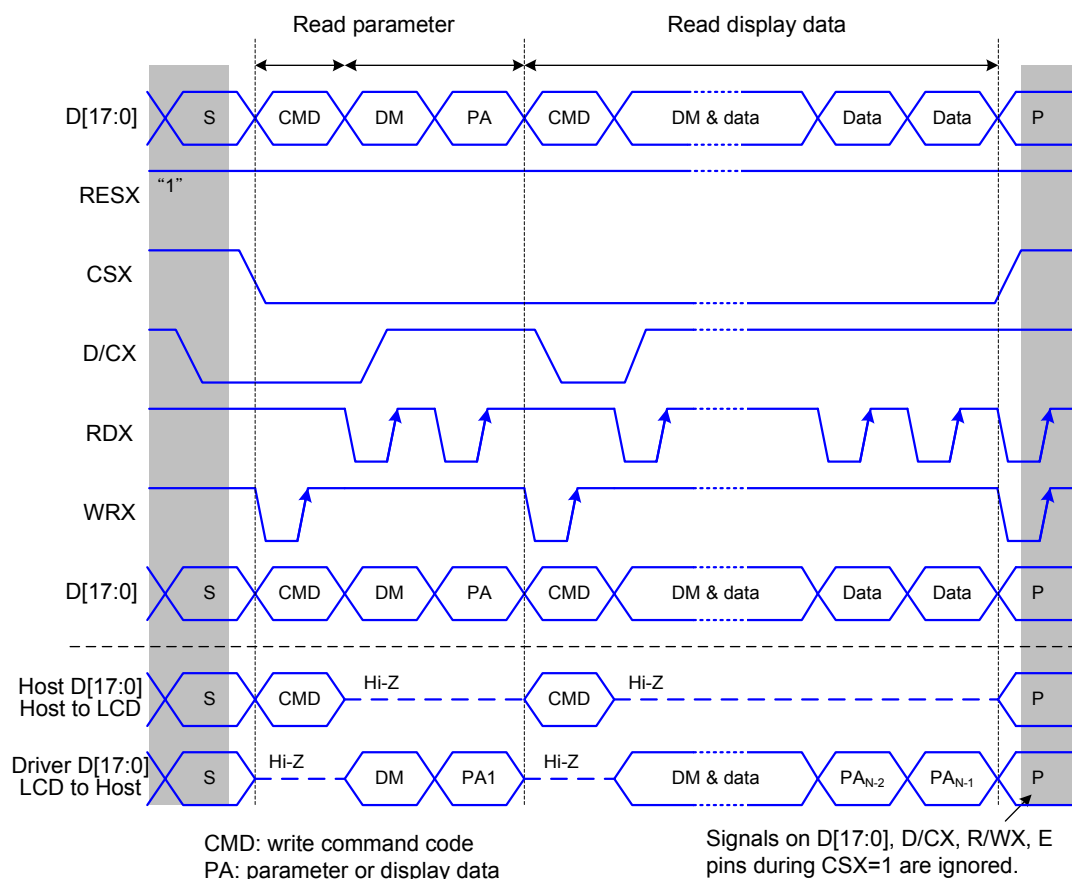 Read parameter Read display data
D[17:0] S CMD DM PA CMD DM & data Data Data P
RESX “1”
CSX
D/CX
RDX
WRX
D[17:0] S CMD DM PA CMD DM & data Data Data P
Host D[17:0]
Host to LCD
S CMD Hi-Z CMD Hi-Z P
Driver D[17:0]
LCD to Host
S Hi-Z DM PA1 Hi-Z DM & data PAN-2 PAN-1 P
CMD: write command code
PA: parameter or display data
Signals on D[17:0], D/CX, R/WX, E
pins during CSX=1 are ignored.